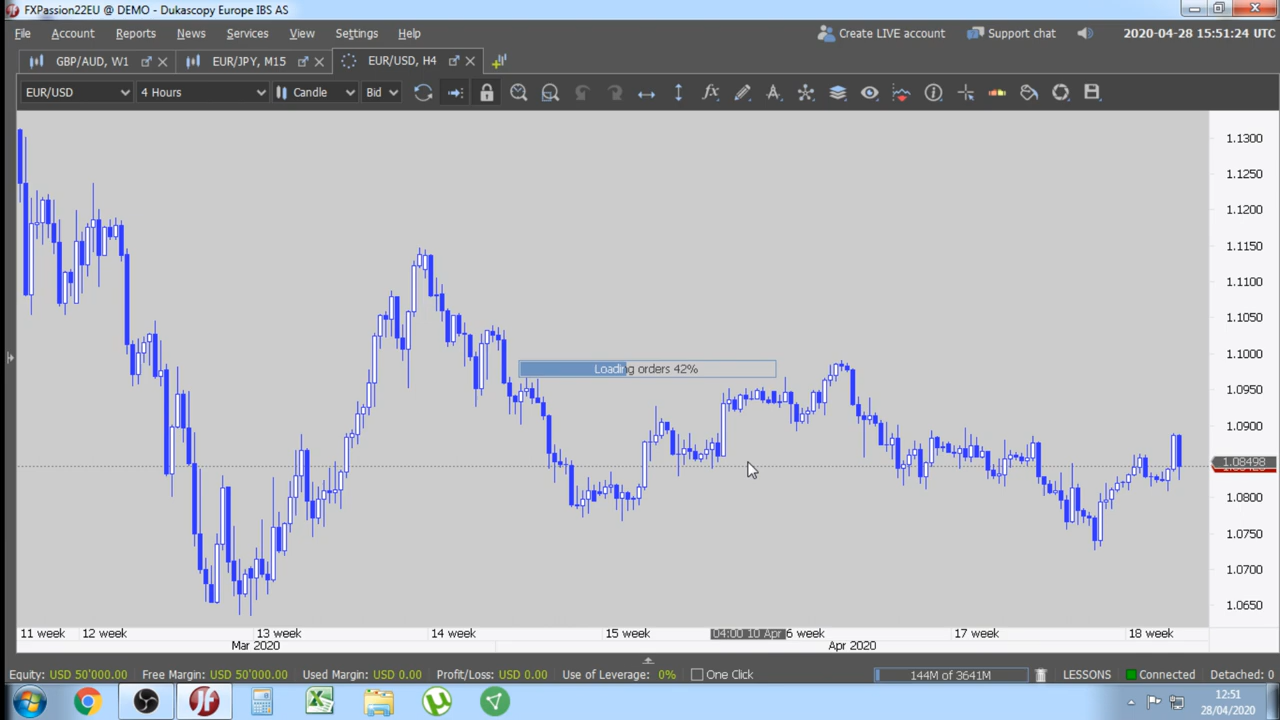 FXPassion22EU @ DEMO - Dukascopy Europe IBS AS
File Account Reports News Services View Settings Help
Create LIVE account Support chat 2020-04-28 15:51:24 UTC
GBP/AUD, W1 EUR/JPY, M15 EUR/USD, H4
EUR/USD 4 Hours Candle Bid
1.1300
1.1250
1.1200
1.1150
1.1100
1.1050
1.1000
Loading orders 42%
1.0950
1.0900
1.08498
1.0800
1.0750
1.0700
1.0650
11 week 12 week 13 week 14 week 15 week 04:00 10 Apr 6 week 17 week 18 week
Mar 2020 Apr 2020
Equity: USD 50'000.00 Free Margin: USD 50'000.00 Used Margin: USD 0.00 Profit/Loss: USD 0.00 Use of Leverage: 0% One Click 144M of 3641M LESSONS Connected Detached: 0
12:51
28/04/2020